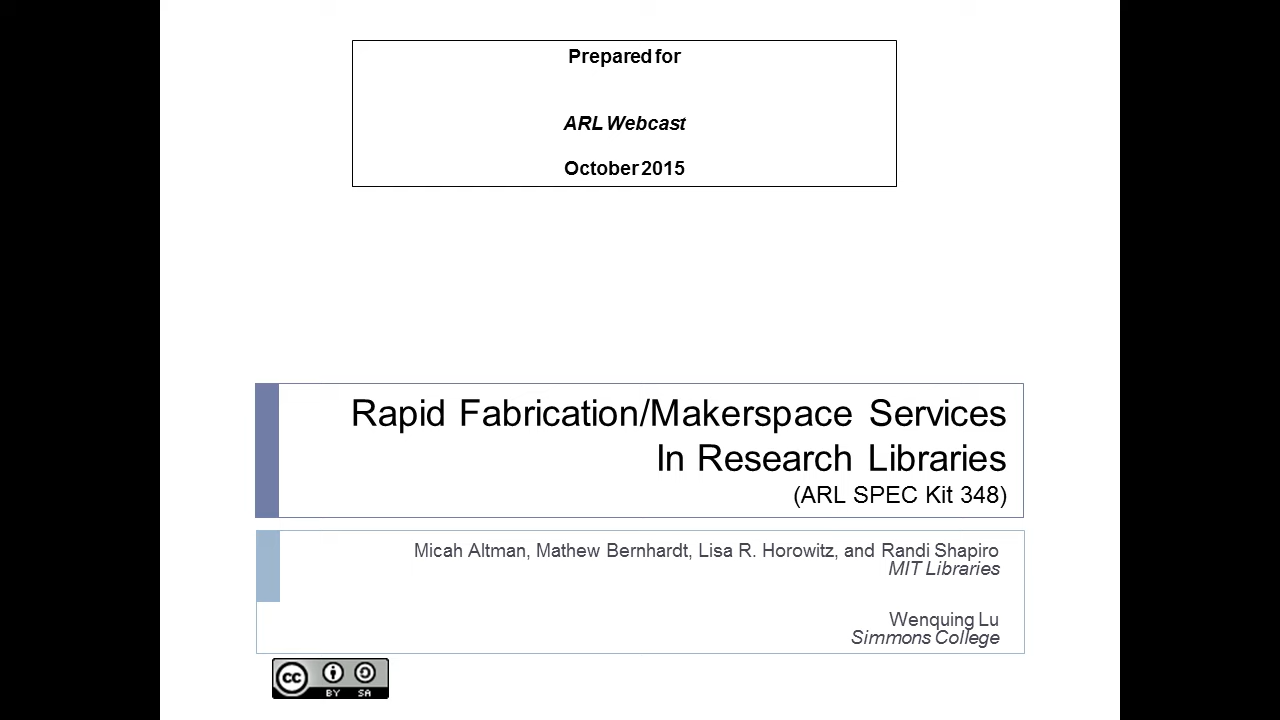 Prepared for
ARL Webcast
October 2015
Rapid Fabrication/Makerspace Services
In Research Libraries
(ARL SPEC Kit 348)
Micah Altman, Mathew Bernhardt, Lisa R. Horowitz, and Randi Shapiro
MIT Libraries
Wenquing Lu
Simmons College
cc BY SA